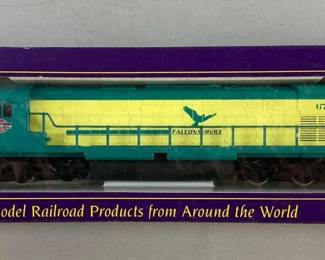 67
FALCON SERVICE
odel Railroad Products from Around the World